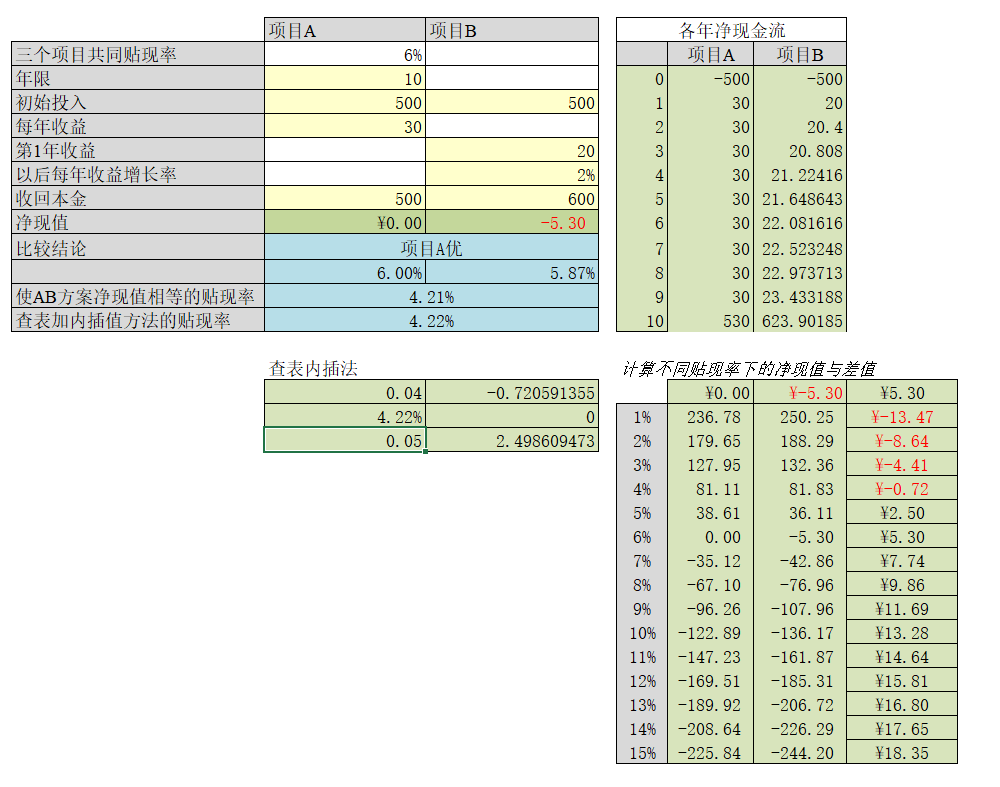 项目A 项目B
三个项目共同贴现率 6%
年限 10
初始投入 500 500
每年收益 30
第1年收益 20
以后每年收益增长率 2%
收回本金 500 600
净现值 ¥0.00 -5.30
比较结论 项目A优
6.00% 5.87%
使AB方案净现值相等的贴现率 4.21%
查表加内插值方法的贴现率 4.22%
各年净现金流
项目A 项目B
0 -500 -500
1 30 20
2 30 20.4
3 30 20.808
4 30 21.22416
5 30 21.648643
6 30 22.081616
7 30 22.523248
8 30 22.973713
9 30 23.433188
10 530 623.90185
查表内插法
0.04 -0.720591355
4.22% 0
0.05 2.498609473
计算不同贴现率下的净现值与差值
¥0.00 ¥-5.30 ¥5.30
1% 236.78 250.25 ¥-13.47
2% 179.65 188.29 ¥-8.64
3% 127.95 132.36 ¥-4.41
4% 81.11 81.83 ¥-0.72
5% 38.61 36.11 ¥2.50
6% 0.00 -5.30 ¥5.30
7% -35.12 -42.86 ¥7.74
8% -67.10 -76.96 ¥9.86
9% -96.26 -107.96 ¥11.69
10% -122.89 -136.17 ¥13.28
11% -147.23 -161.87 ¥14.64
12% -169.51 -185.31 ¥15.81
13% -189.92 -206.72 ¥16.80
14% -208.64 -226.29 ¥17.65
15% -225.84 -244.20 ¥18.35